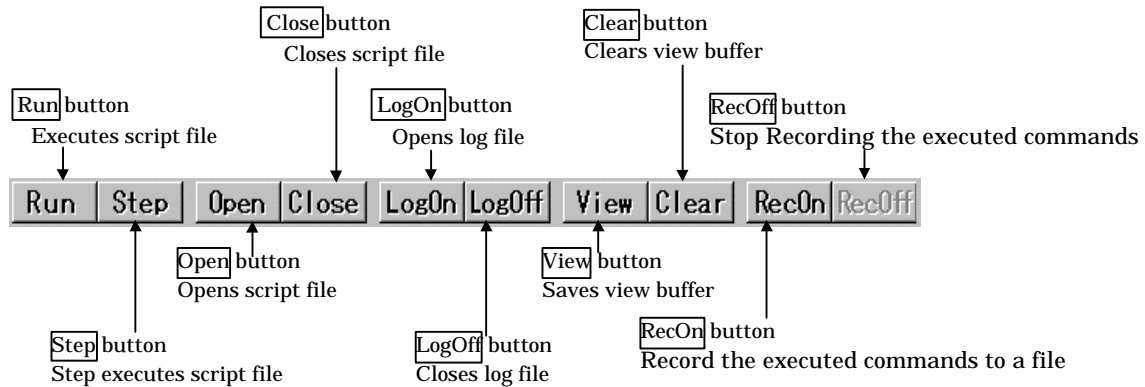 Close button
Closes script file
Clear button
Clears view buffer
Run button
Executes script file
LogOn button
Opens log file
RecOff button
Stop Recording the executed commands
Run Step Open Close LogOn LogOff View Clear RecOn RecOff
Open button
Opens script file
View button
Saves view buffer
Step button
Step executes script file
LogOff button
Closes log file
RecOn button
Record the executed commands to a file